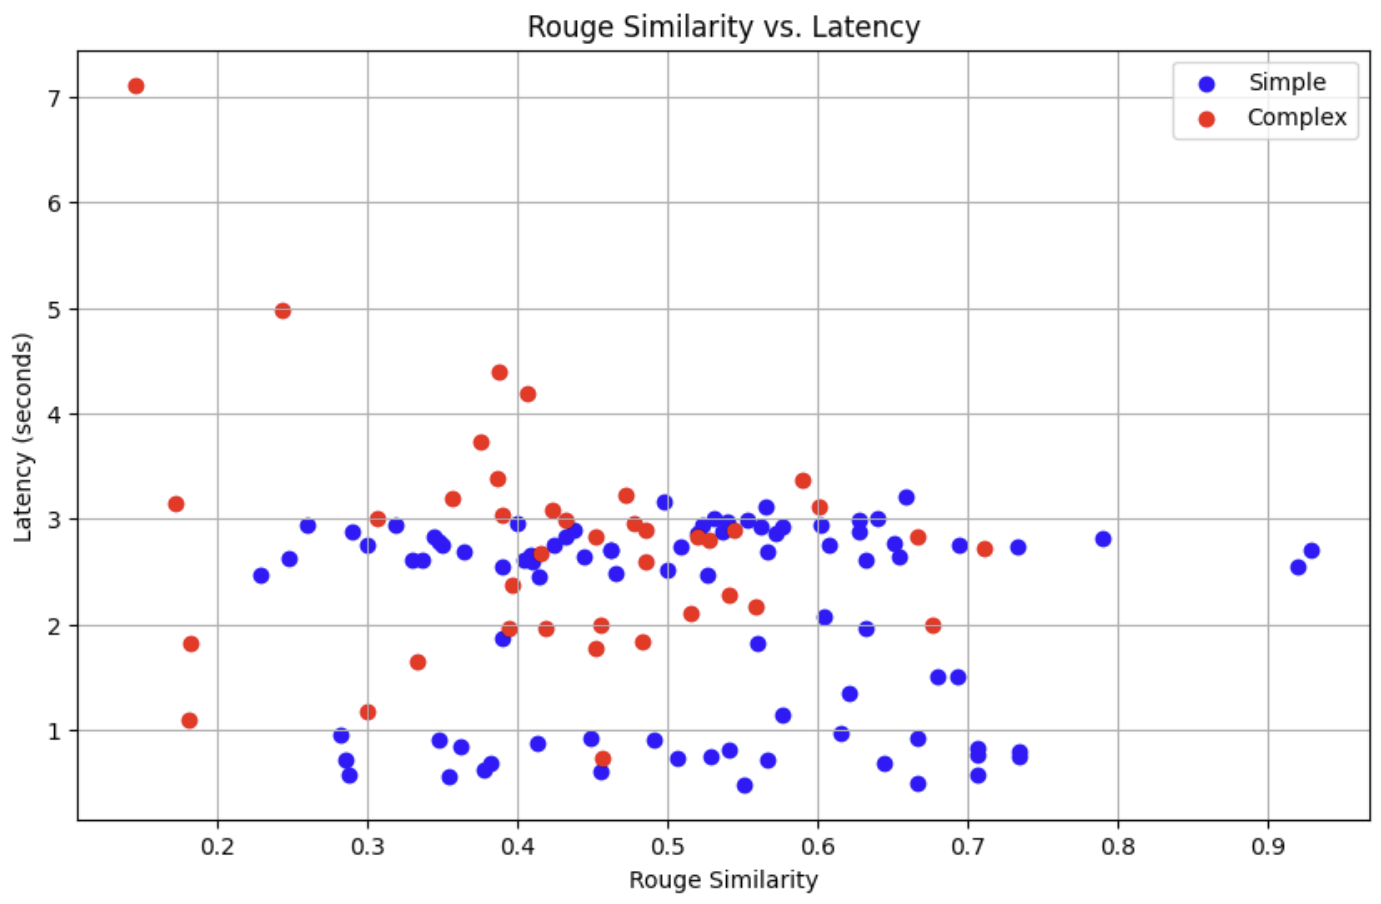 Rouge Similarity vs. Latency
Simple
Complex
Latency (seconds)
7
6
5
4
3
2
1
0.2 0.3 0.4 0.5 0.6 0.7 0.8 0.9
Rouge Similarity